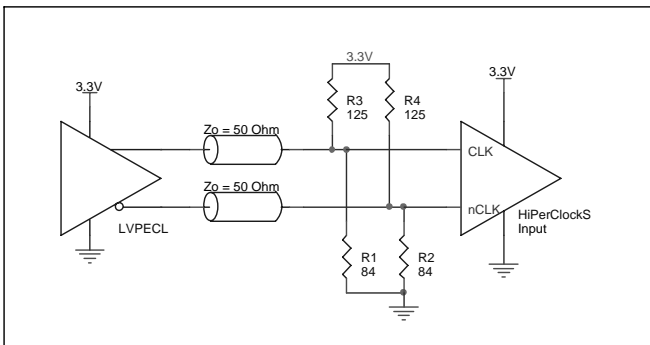 3.3V
3.3V
3.3V
R3
125
R4
125
Zo = 50 Ohm
CLK
Zo = 50 Ohm
nCLK
HiPerClockS
Input
LVPECL
R1
84
R2
84